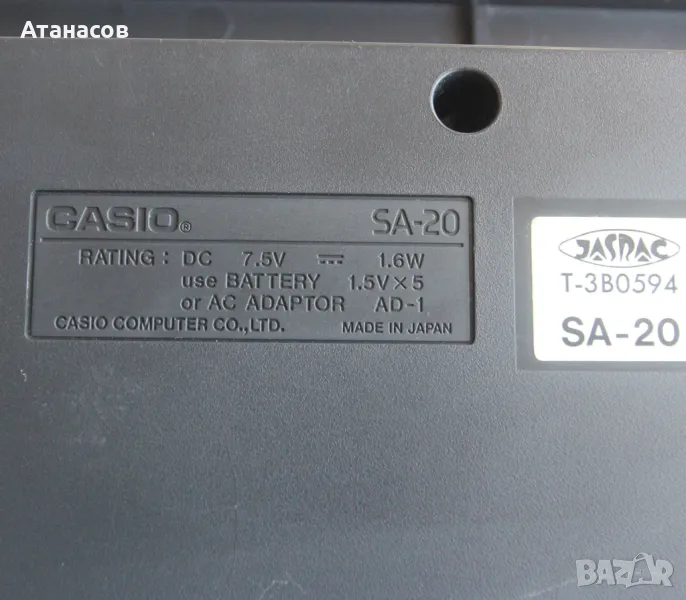 Атанасов
CASIO® SA-20
RATING : DC 7.5V ⎓ 1.6W
use BATTERY 1.5V×5
or AC ADAPTOR AD-1
CASIO COMPUTER CO.,LTD. MADE IN JAPAN
JASRAC
T-3B0594
SA-20
BAZAR